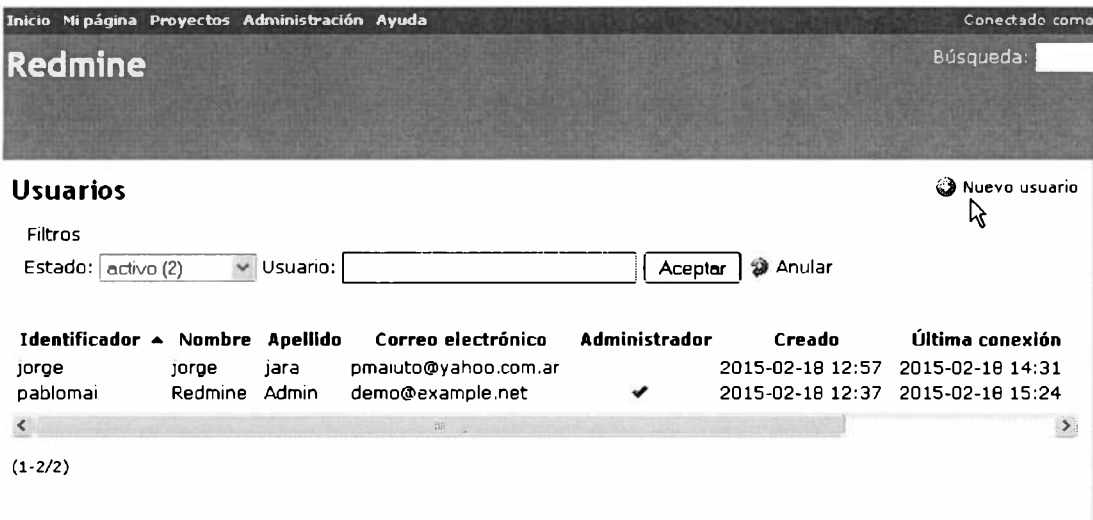 Inicio Mi página Proyectos Administración Ayuda Conectado como
Redmine Búsqueda:
Usuarios Nuevo usuario
Filtros
Estado: activo (2) Usuario: Aceptar Anular
Identificador Nombre Apellido Correo electrónico Administrador Creado Última conexión
jorge jorge jara pmaiuto@yahoo.com.ar 2015-02-18 12:57 2015-02-18 14:31
pablomai Redmine Admin demo@example.net 2015-02-18 12:37 2015-02-18 15:24
(1-2/2)